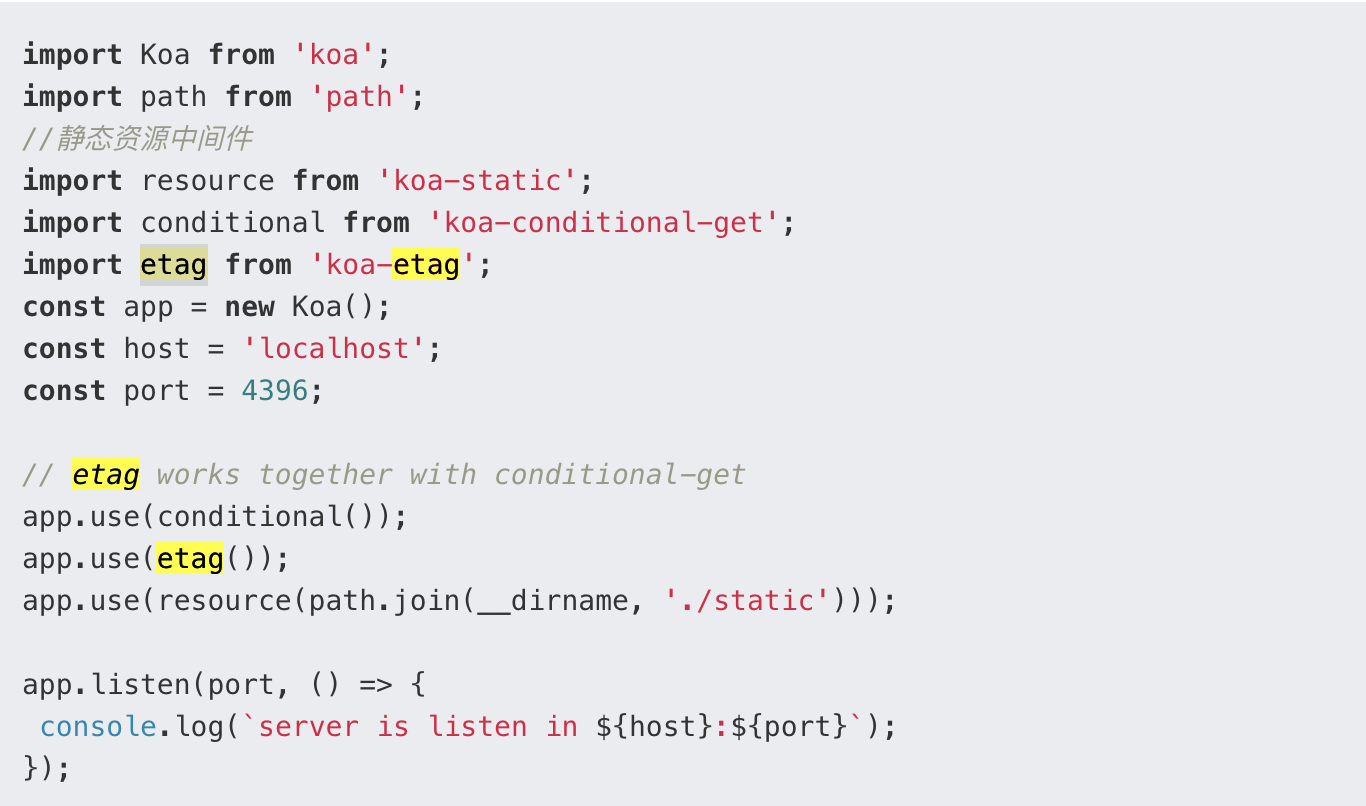 import Koa from 'koa';
import path from 'path';
//静态资源中间件
import resource from 'koa-static';
import conditional from 'koa-conditional-get';
import etag from 'koa-etag';
const app = new Koa();
const host = 'localhost';
const port = 4396;
// etag works together with conditional-get
app.use(conditional());
app.use(etag());
app.use(resource(path.join(__dirname, './static')));
app.listen(port, () => {
 console.log(`server is listen in ${host}:${port}`);
});